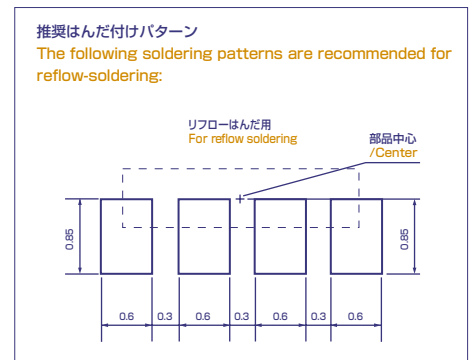 推奨はんだ付けパターン
The following soldering patterns are recommended for
reflow-soldering:
リフローはんだ用
For reflow soldering
部品中心
/Center
0.85
0.85
0.6 0.3 0.6 0.3 0.6 0.3 0.6